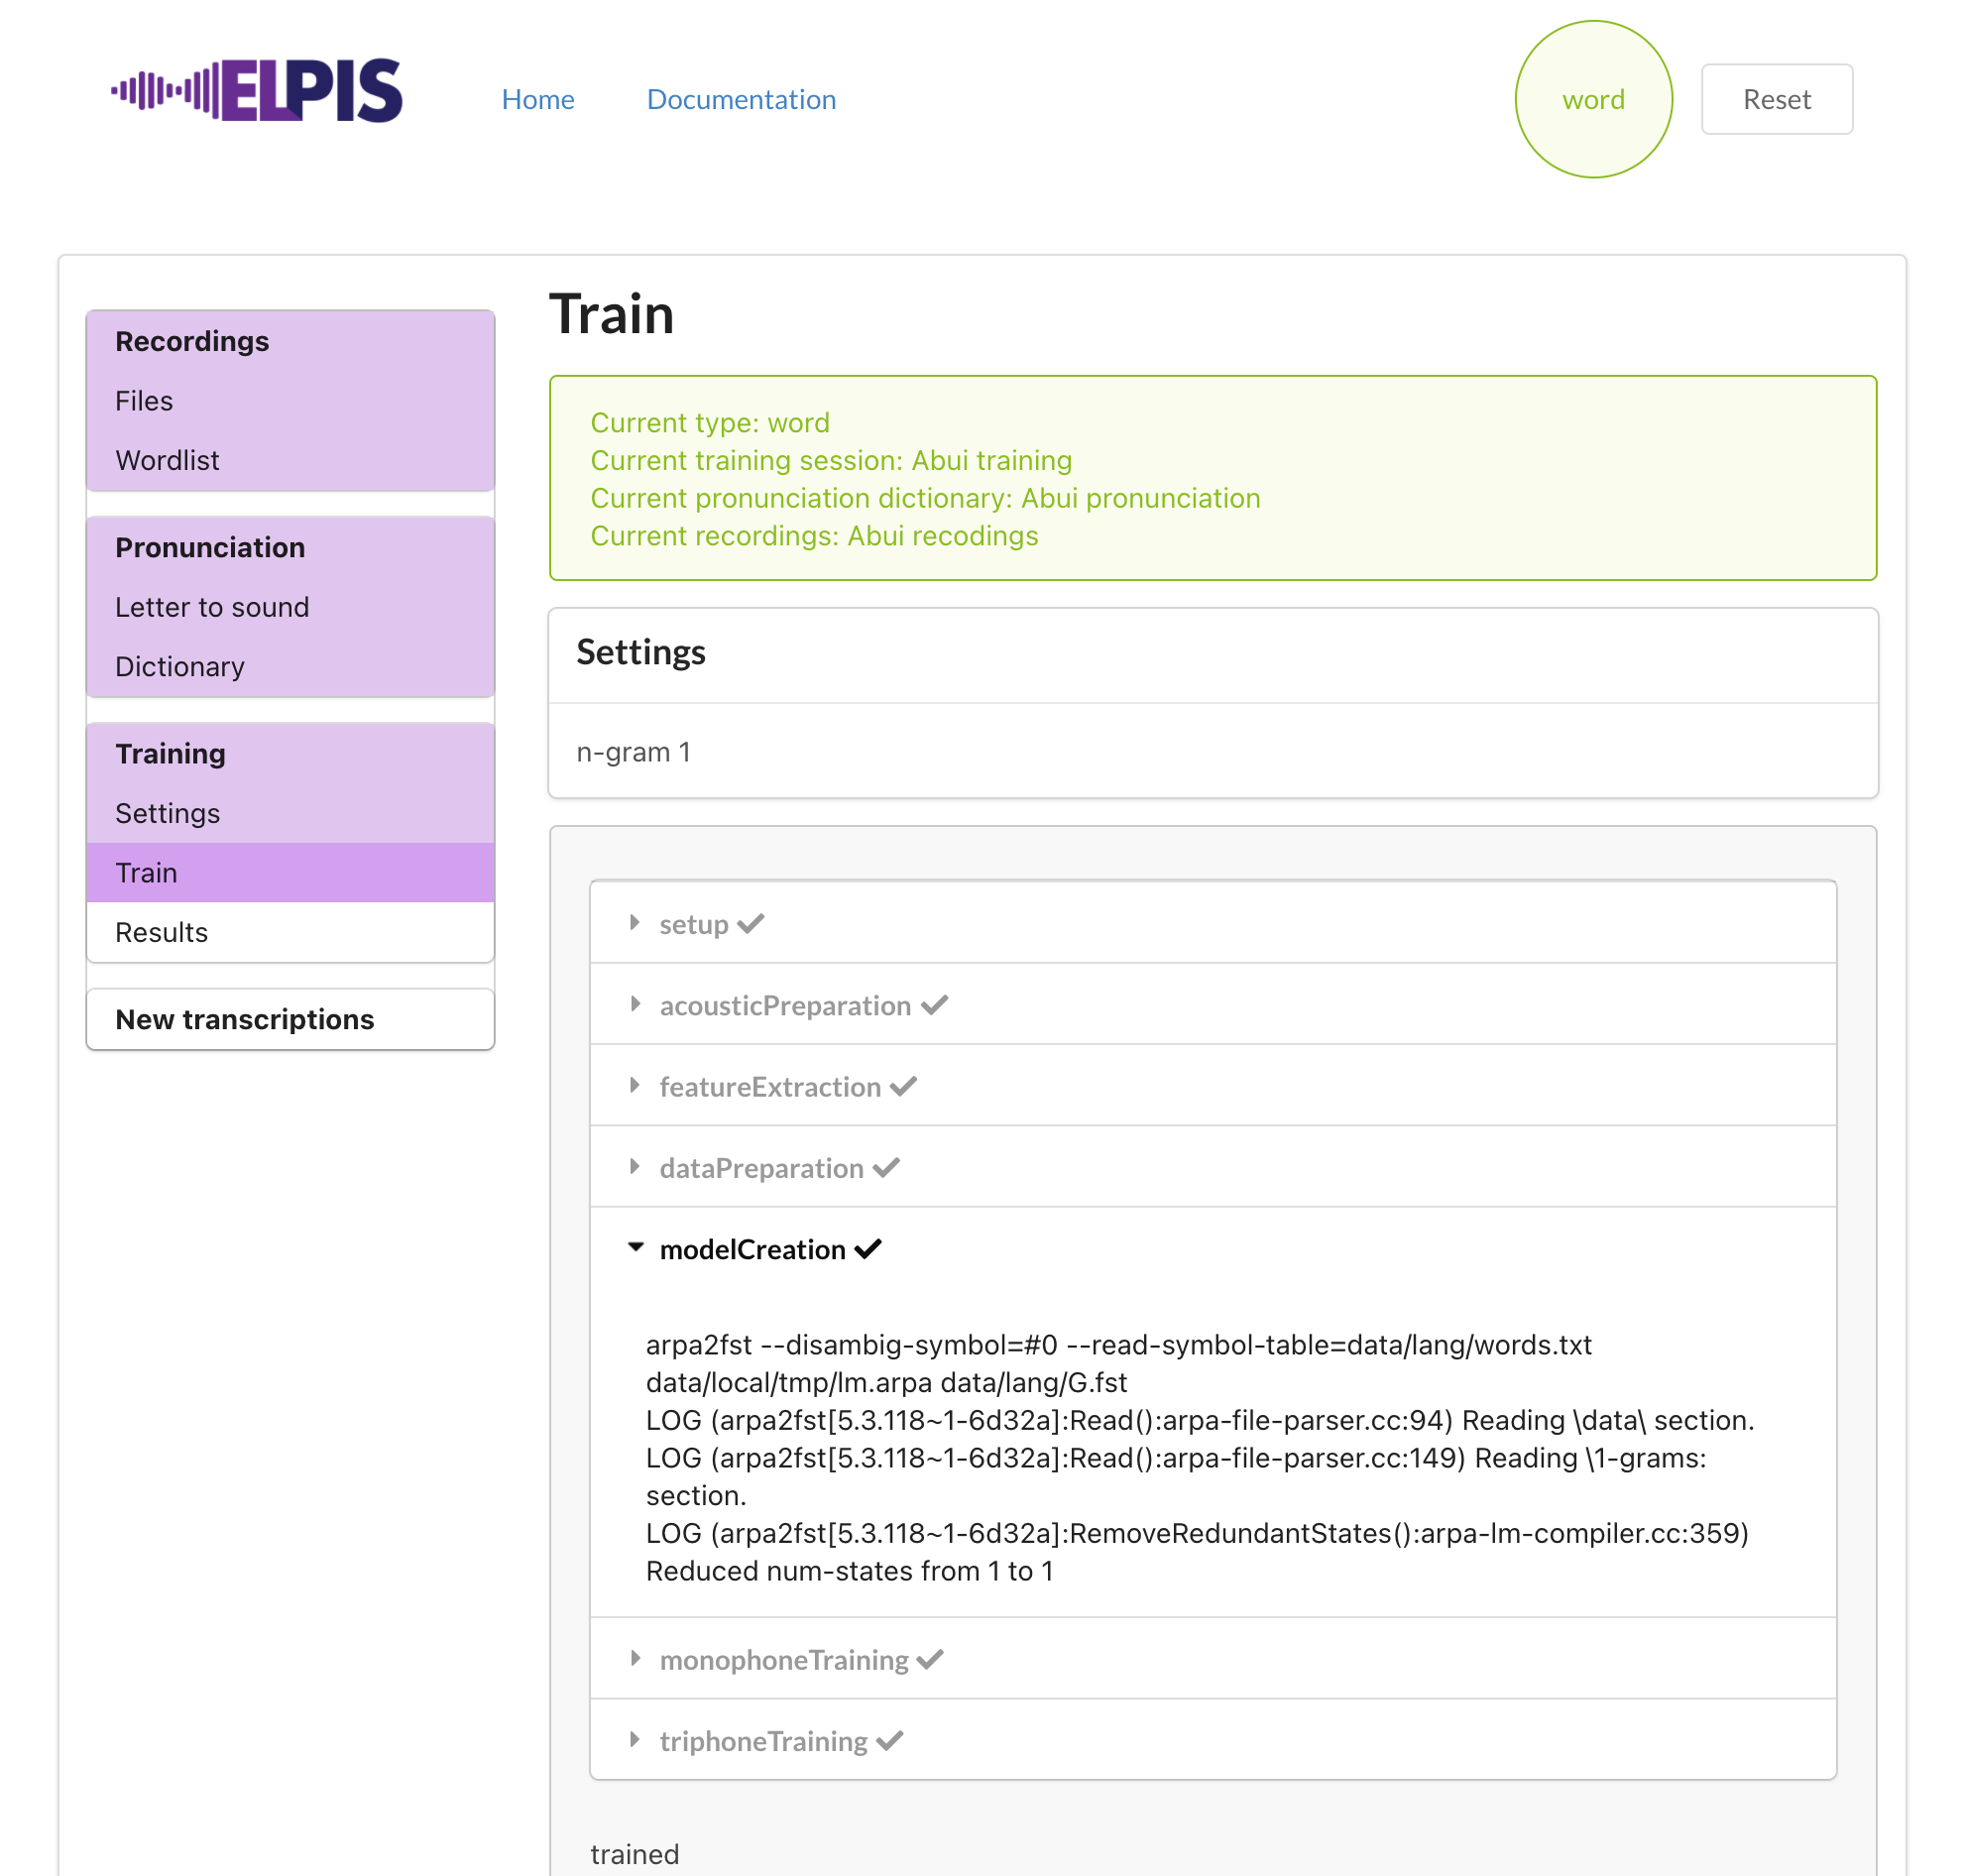 ELPIS
Home
Documentation
word
Reset
Recordings
Files
Wordlist
Pronunciation
Letter to sound
Dictionary
Training
Settings
Train
Results
New transcriptions
Train
Current type: word
Current training session: Abui training
Current pronunciation dictionary: Abui pronunciation
Current recordings: Abui recodings
Settings
n-gram 1
setup
acousticPreparation
featureExtraction
dataPreparation
modelCreation
arpa2fst --disambig-symbol=#0 --read-symbol-table=data/lang/words.txt
data/local/tmp/lm.arpa data/lang/G.fst
LOG (arpa2fst[5.3.118~1-6d32a]:Read():arpa-file-parser.cc:94) Reading \data\ section.
LOG (arpa2fst[5.3.118~1-6d32a]:Read():arpa-file-parser.cc:149) Reading \1-grams:
section.
LOG (arpa2fst[5.3.118~1-6d32a]:RemoveRedundantStates():arpa-lm-compiler.cc:359)
Reduced num-states from 1 to 1
monophoneTraining
triphoneTraining
trained